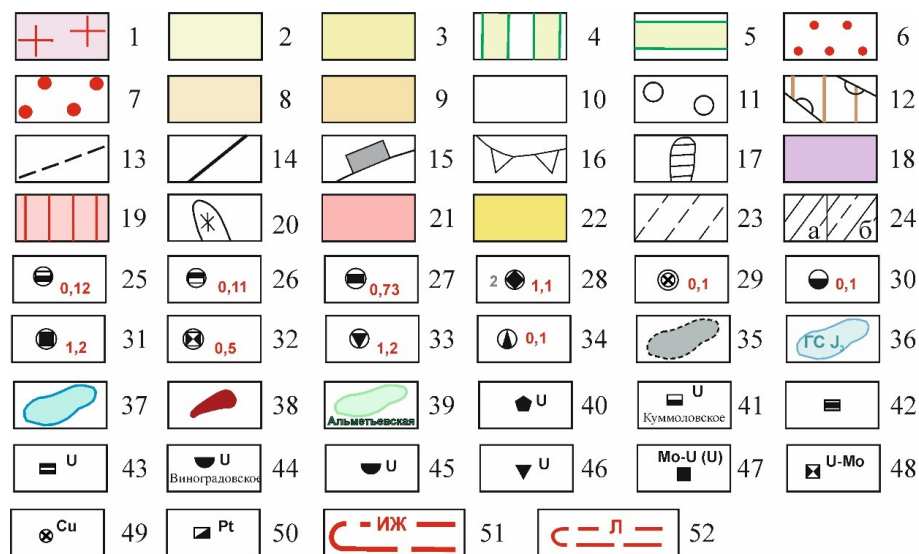 1 2 3 4 5 6
7 8 9 10 11 12
13 14 15 16 17 18
19 20 21 22 23 а б 24
0,12 25 0,11 26 0,73 27 2 1,1 28 0,1 29 0,1 30
1,2 31 0,5 32 1,2 33 0,1 34 35 ГС J₃ 36
37 38 Альметьевская 39 U 40 U Куммоловское 41 42
U 43 U Виноградовское 44 U 45 U 46 Mo-U (U) 47 U-Mo 48
Cu 49 Pt 50 ИЖ 51 Л 52